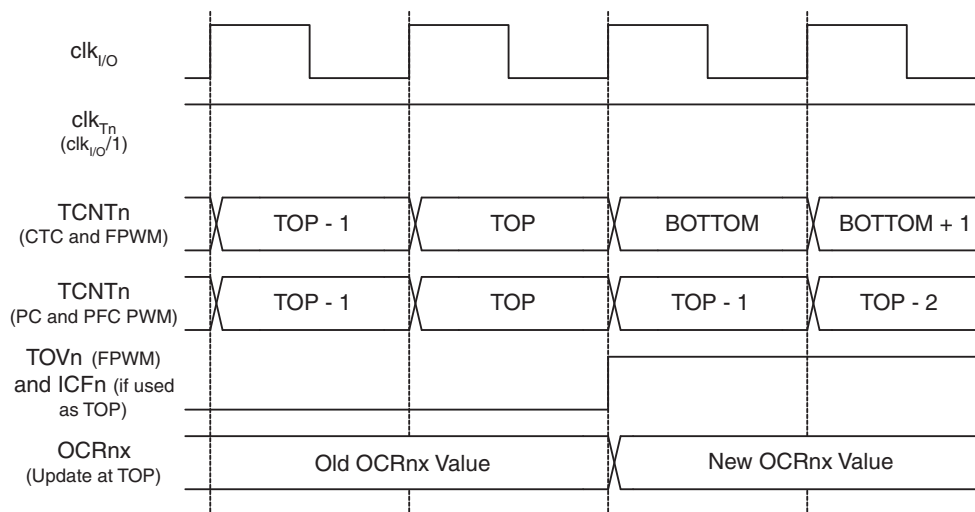 clkI/O
clkTn
(clkI/O/1)
TCNTn
(CTC and FPWM)
TOP - 1
TOP
BOTTOM
BOTTOM + 1
TCNTn
(PC and PFC PWM)
TOP - 1
TOP
TOP - 1
TOP - 2
TOVn (FPWM)
and ICFn (if used
as TOP)
OCRnx
(Update at TOP)
Old OCRnx Value
New OCRnx Value